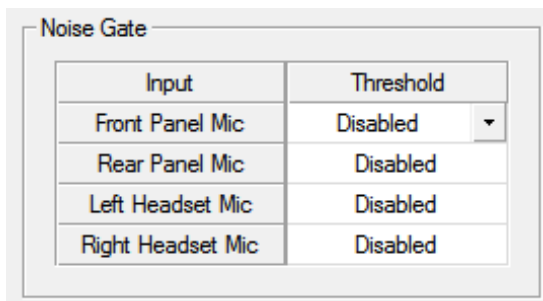 Noise Gate
Input Threshold
Front Panel Mic Disabled
Rear Panel Mic Disabled
Left Headset Mic Disabled
Right Headset Mic Disabled